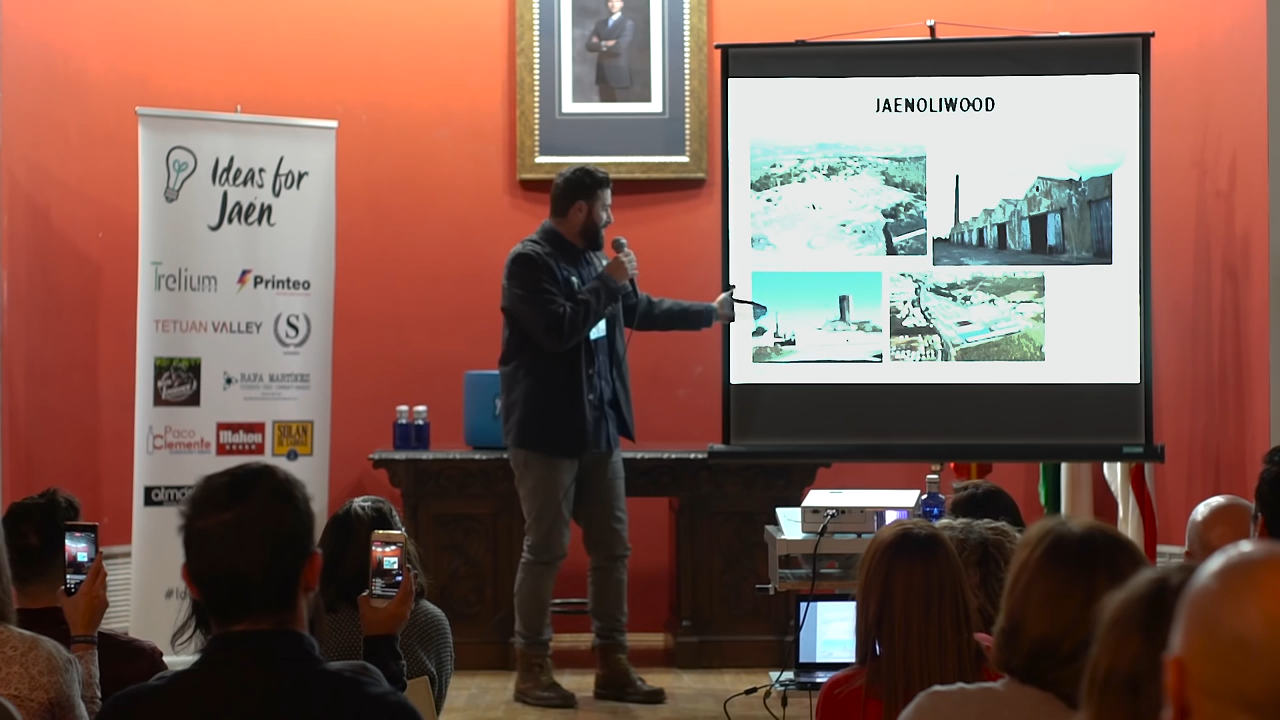 Ideas for
Jaén
Trelium
Printeo
TETUAN VALLEY
S
RAFA MARTÍNEZ
Paco
Clemente
Mahou
SOLAN
DE CABRAS
JAENOLIWOOD